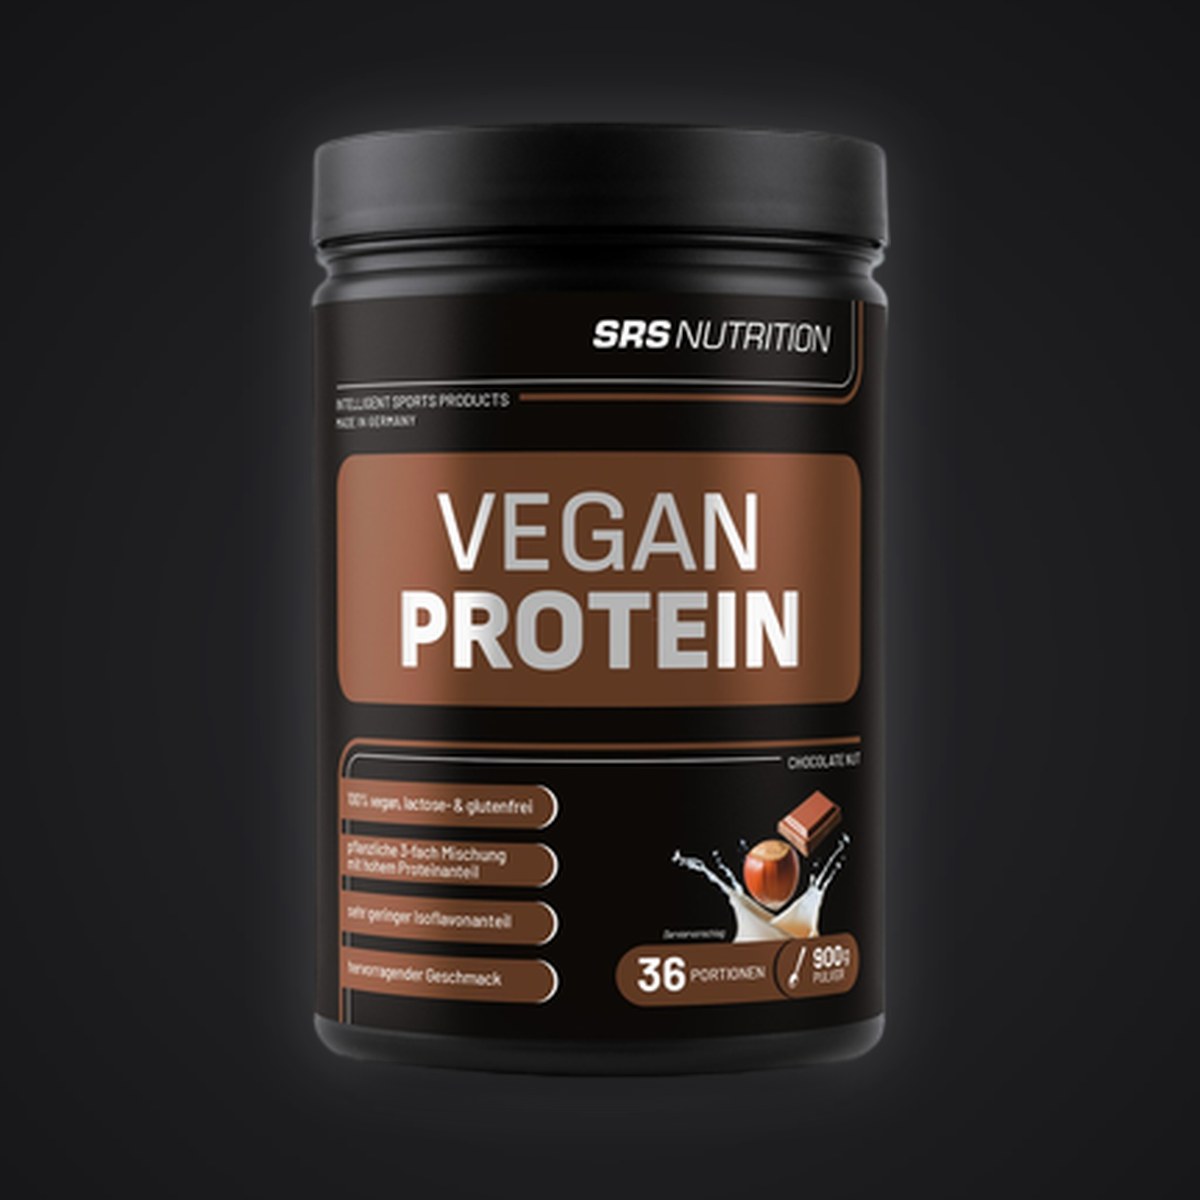 SRS NUTRITION
INTELLIGENT SPORTS PRODUCTS
MADE IN GERMANY
VEGAN
PROTEIN
CHOCOLATE NUT
100% vegan, lactose- & glutenfrei
pflanzliche 3-fach Mischung
mit hohem Proteinanteil
sehr geringer Isoflavonanteil
hervorragender Geschmack
Serviervorschlag
36 PORTIONEN
900g
PULVER